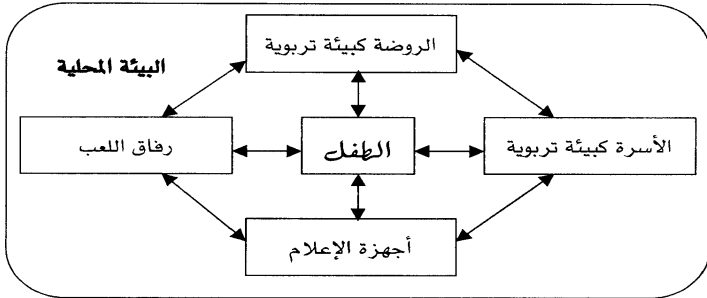 الروضة كبيئة تربوية
البيئة المحلية
الأسرة كبيئة تربوية
الطفل
رفاق اللعب
أجهزة الإعلام